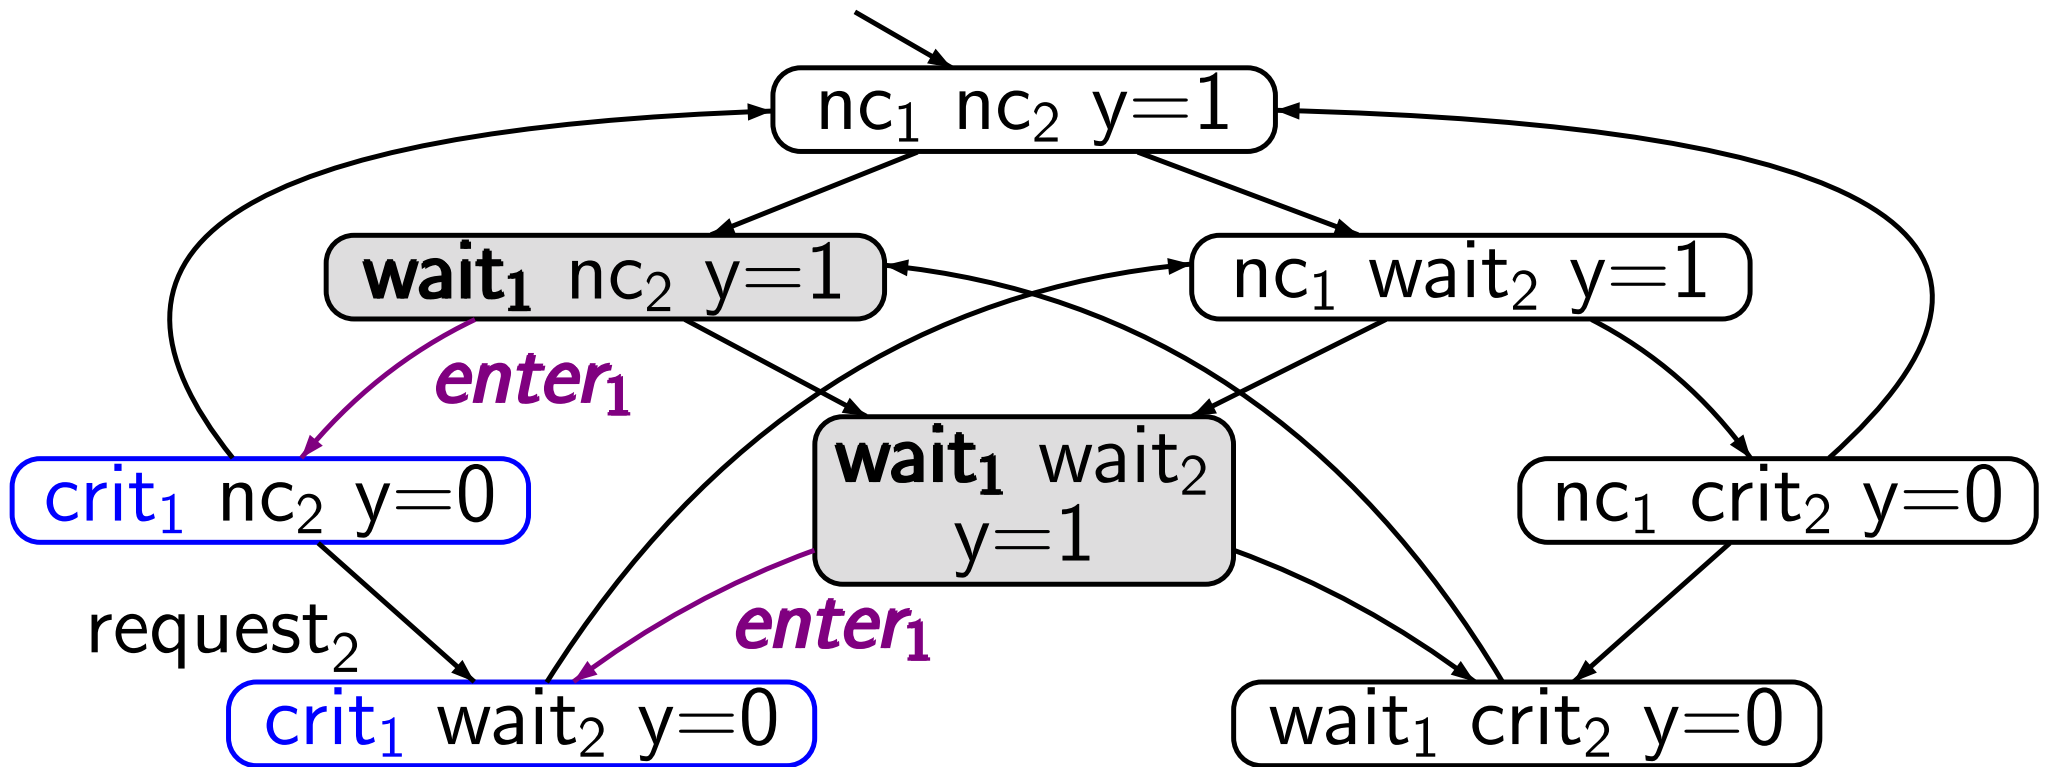 nc₁ nc₂ y=1
wait₁ nc₂ y=1
nc₁ wait₂ y=1
enter₁
wait₁ wait₂
y=1
crit₁ nc₂ y=0
nc₁ crit₂ y=0
enter₁
request₂
crit₁ wait₂ y=0
wait₁ crit₂ y=0